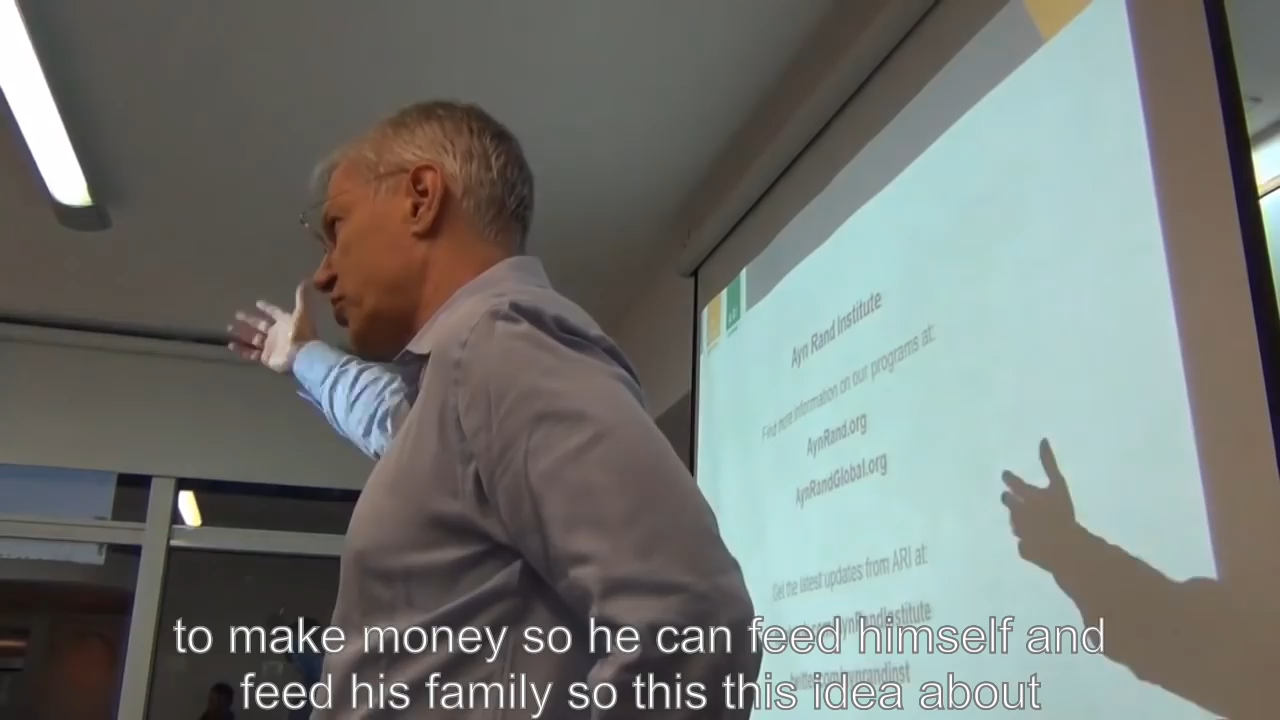 Ayn Rand Institute
Find more information on our programs at:
AynRand.org
AynRandGlobal.org
Get the latest updates from ARI at:
to make money so he can feed himself and
feed his family so this this idea about